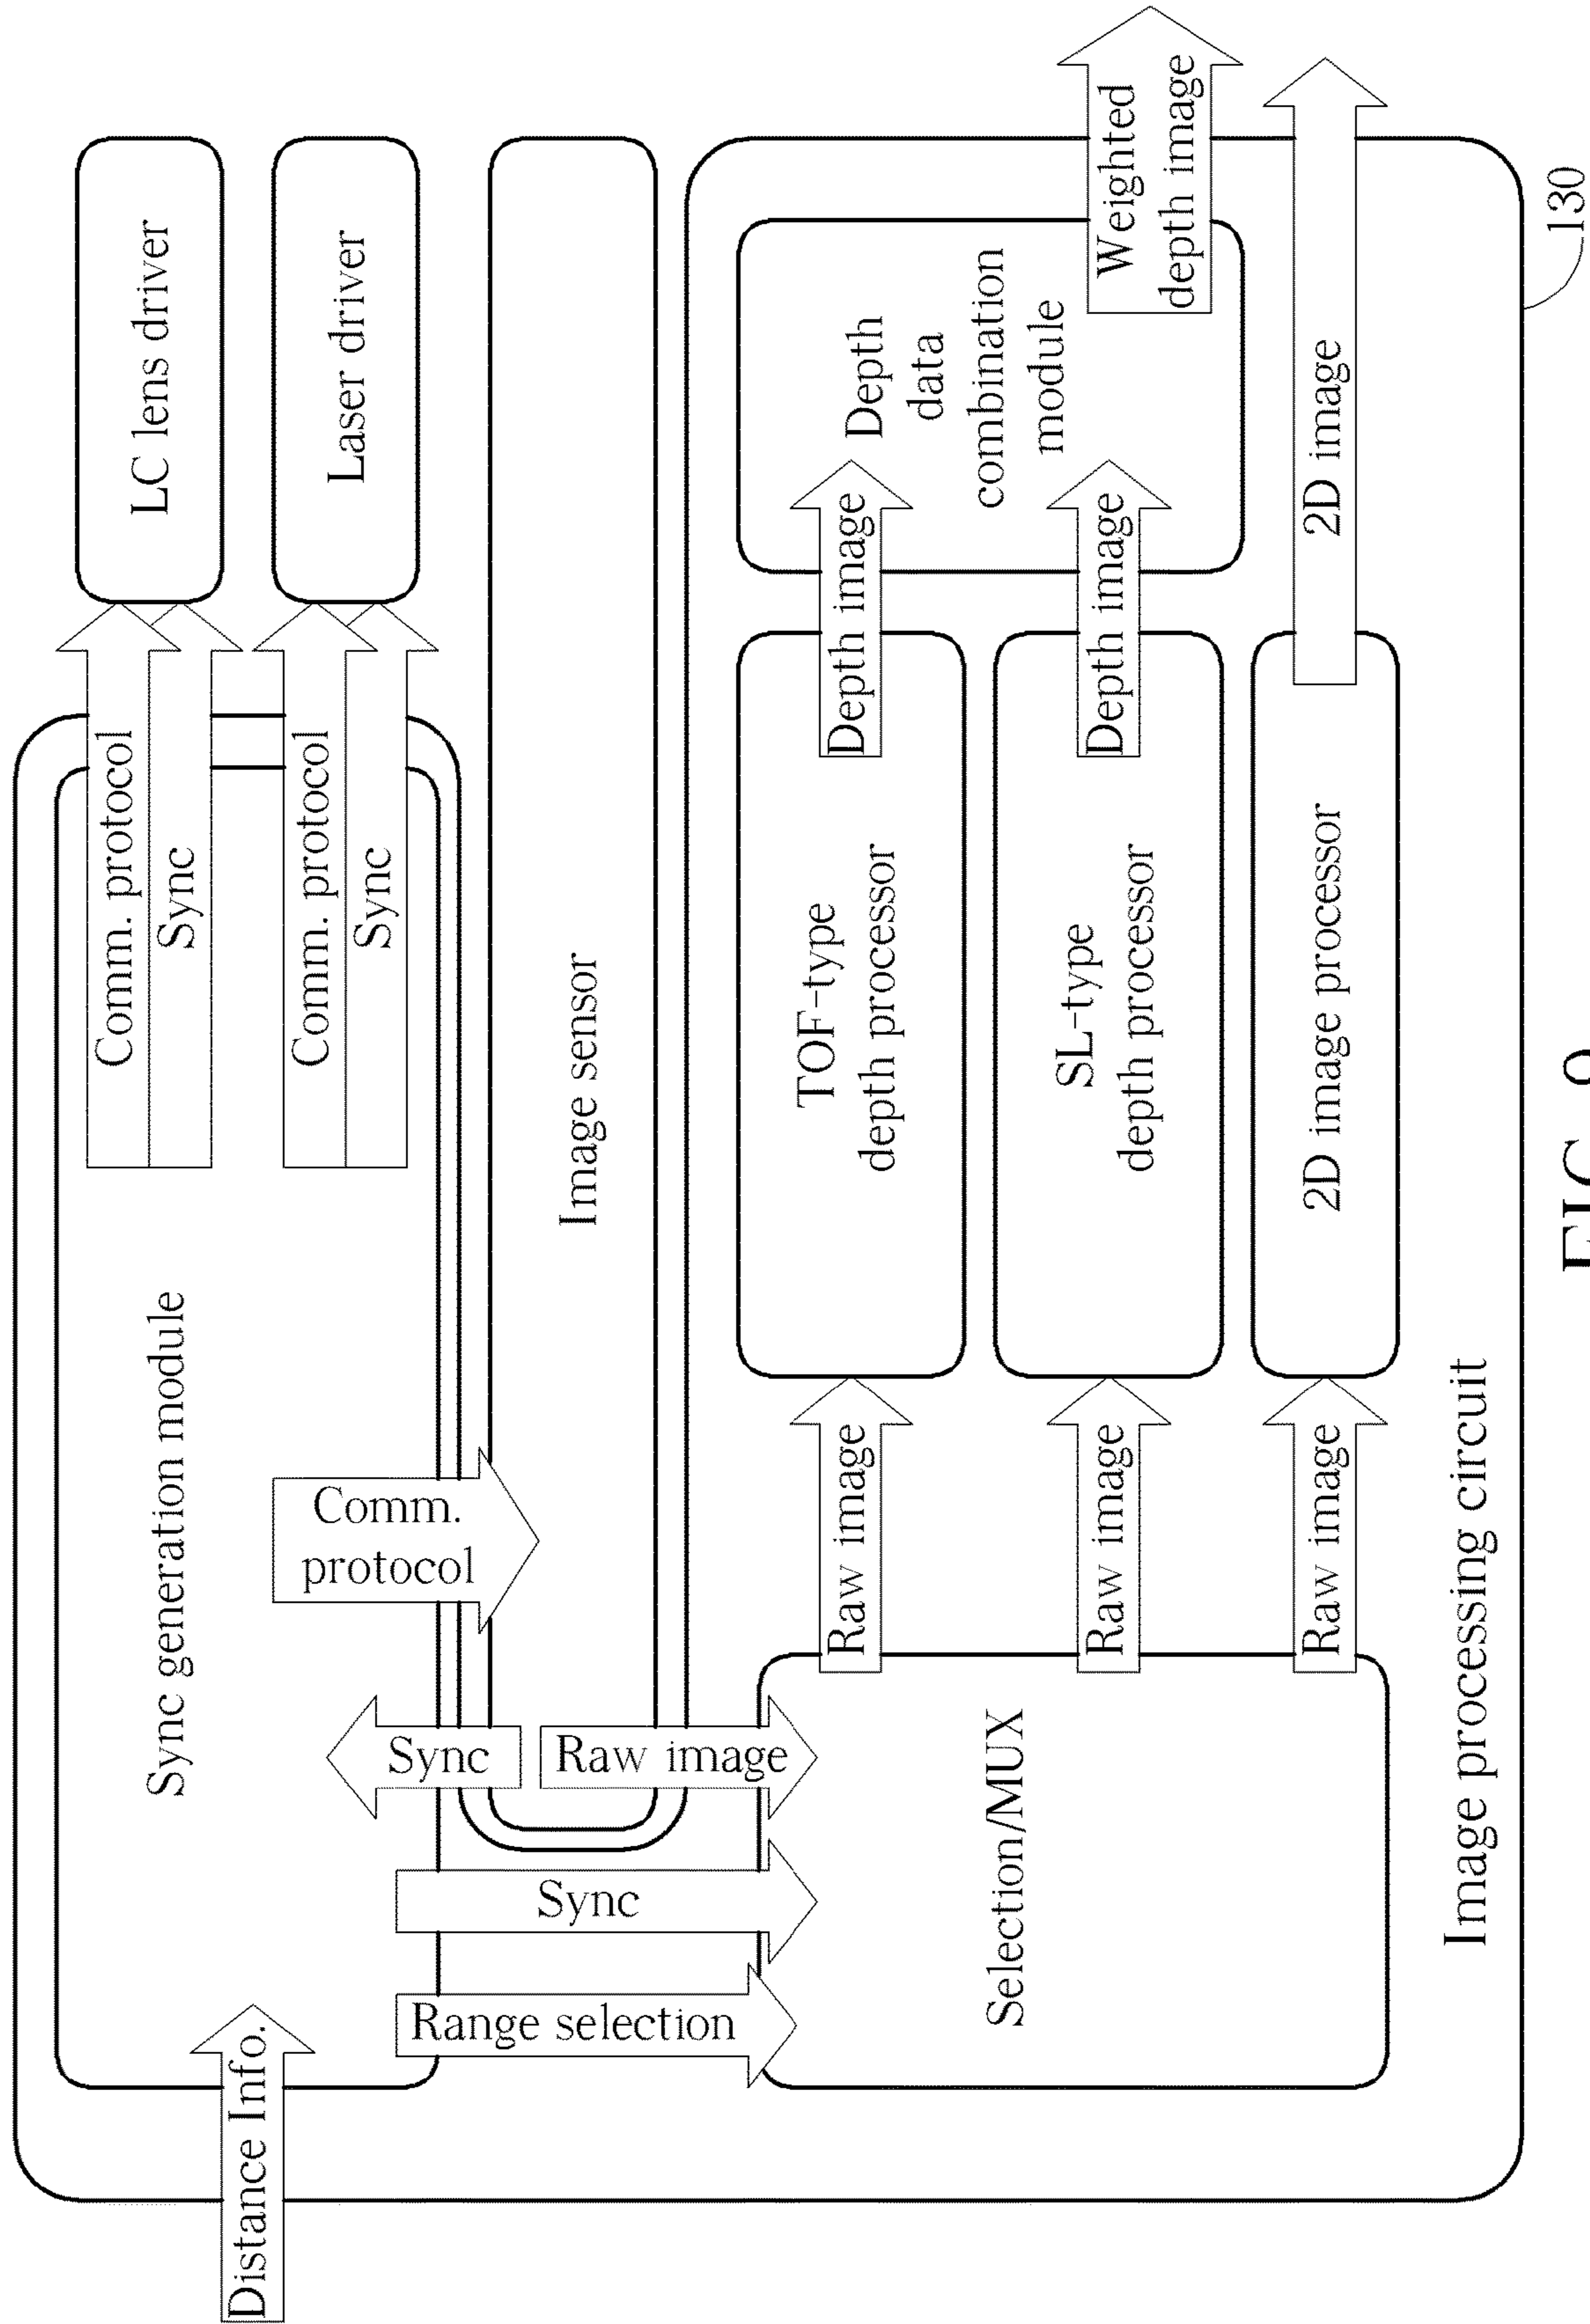 Distance Info.
Sync generation module
Comm. protocol
Sync
LC lens driver
Comm. protocol
Sync
Laser driver
Comm.
protocol
Sync
Raw image
Image sensor
Sync
Range selection
Selection/MUX
Raw image
TOF-type
depth processor
Depth image
Raw image
SL-type
depth processor
Depth image
Depth
data
combination
module
Weighted
depth image
Raw image
2D image processor
2D image
Image processing circuit
130
FIG